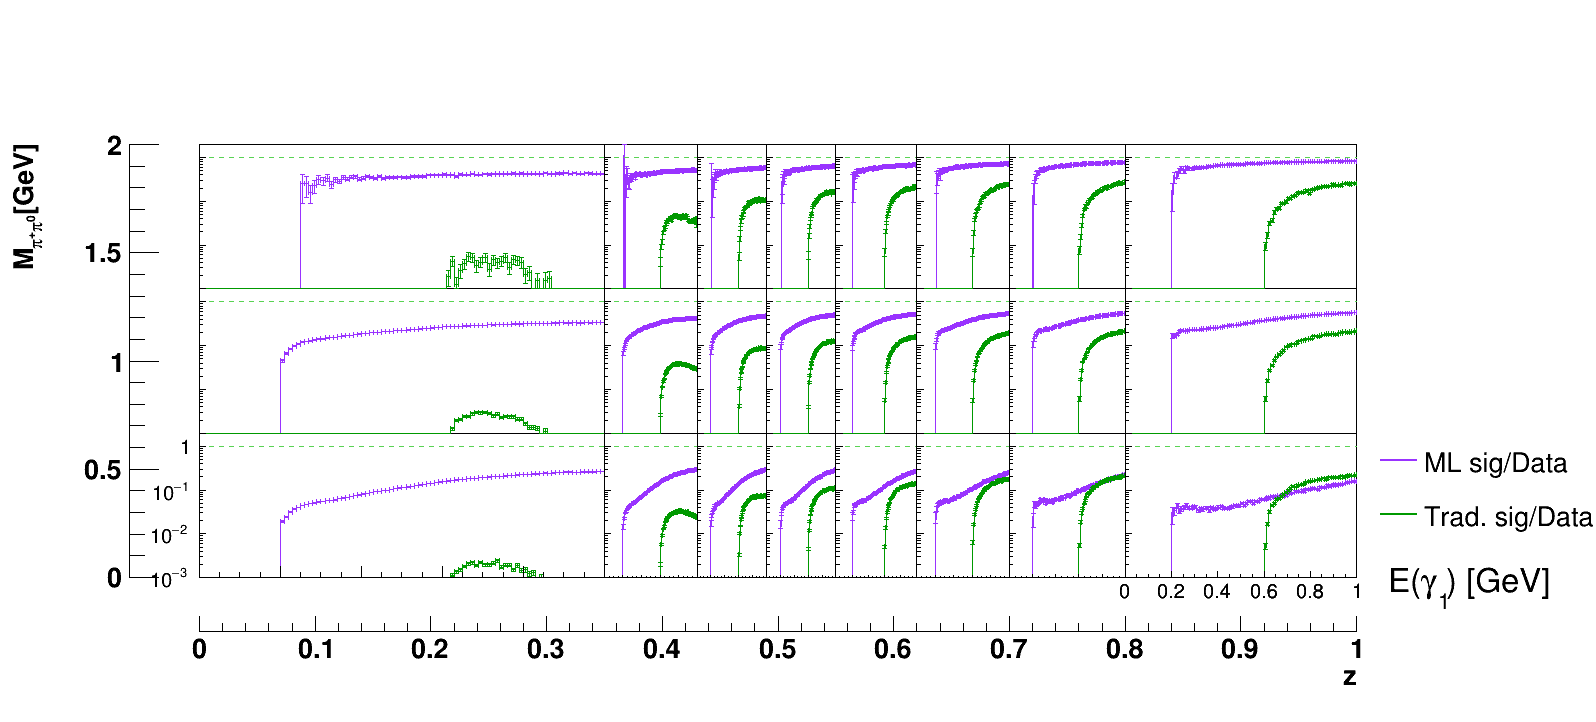 M_{π⁺π⁰}[GeV]
2
1.5
1
0.5
0
1
10⁻¹
10⁻²
10⁻³
ML sig/Data
Trad. sig/Data
E(γ₁) [GeV]
0 0.2 0.4 0.6 0.8 1
0 0.1 0.2 0.3 0.4 0.5 0.6 0.7 0.8 0.9 1
z